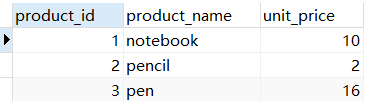 product_id product_name unit_price
1 notebook 10
2 pencil 2
3 pen 16